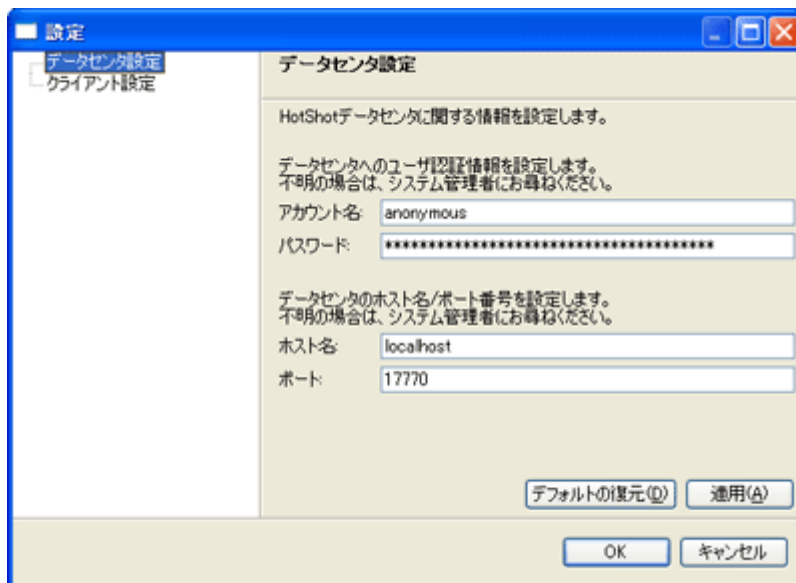 設定
データセンタ設定
クライアント設定
データセンタ設定
HotShotデータセンタに関する情報を設定します。
データセンタへのユーザ認証情報を設定します。
不明の場合は、システム管理者にお尋ねください。
アカウント名: anonymous
パスワード: ***************************************
データセンタのホスト名/ポート番号を設定します。
不明の場合は、システム管理者にお尋ねください。
ホスト名: localhost
ポート: 17770
デフォルトの復元(D) 適用(A)
OK キャンセル